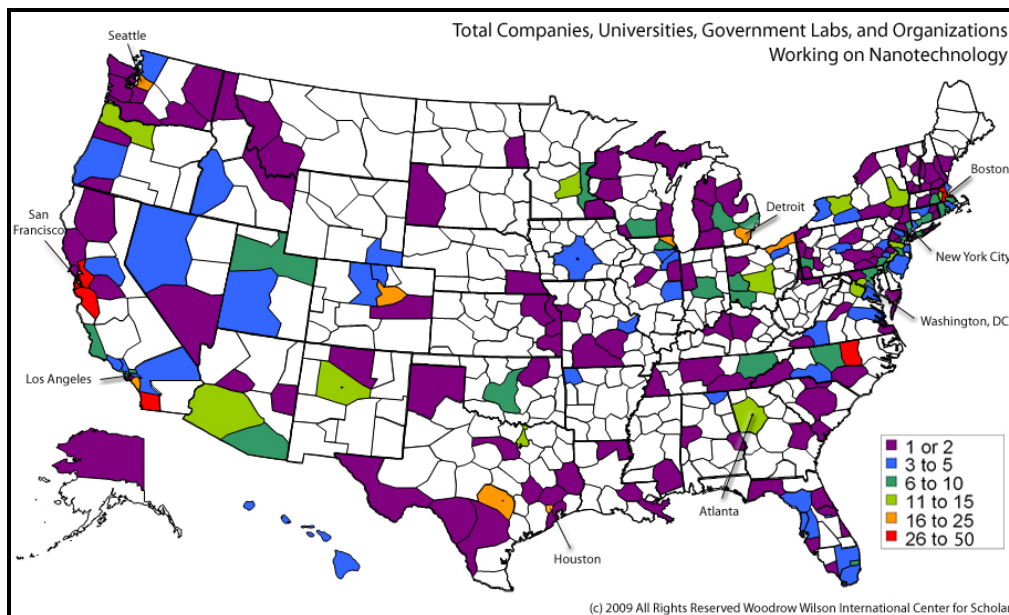 Total Companies, Universities, Government Labs, and Organizations
Working on Nanotechnology
Seattle
Boston
San
Francisco
Detroit
New York City
Washington, DC
Los Angeles
Atlanta
Houston
1 or 2
3 to 5
6 to 10
11 to 15
16 to 25
26 to 50
(c) 2009 All Rights Reserved Woodrow Wilson International Center for Scholar